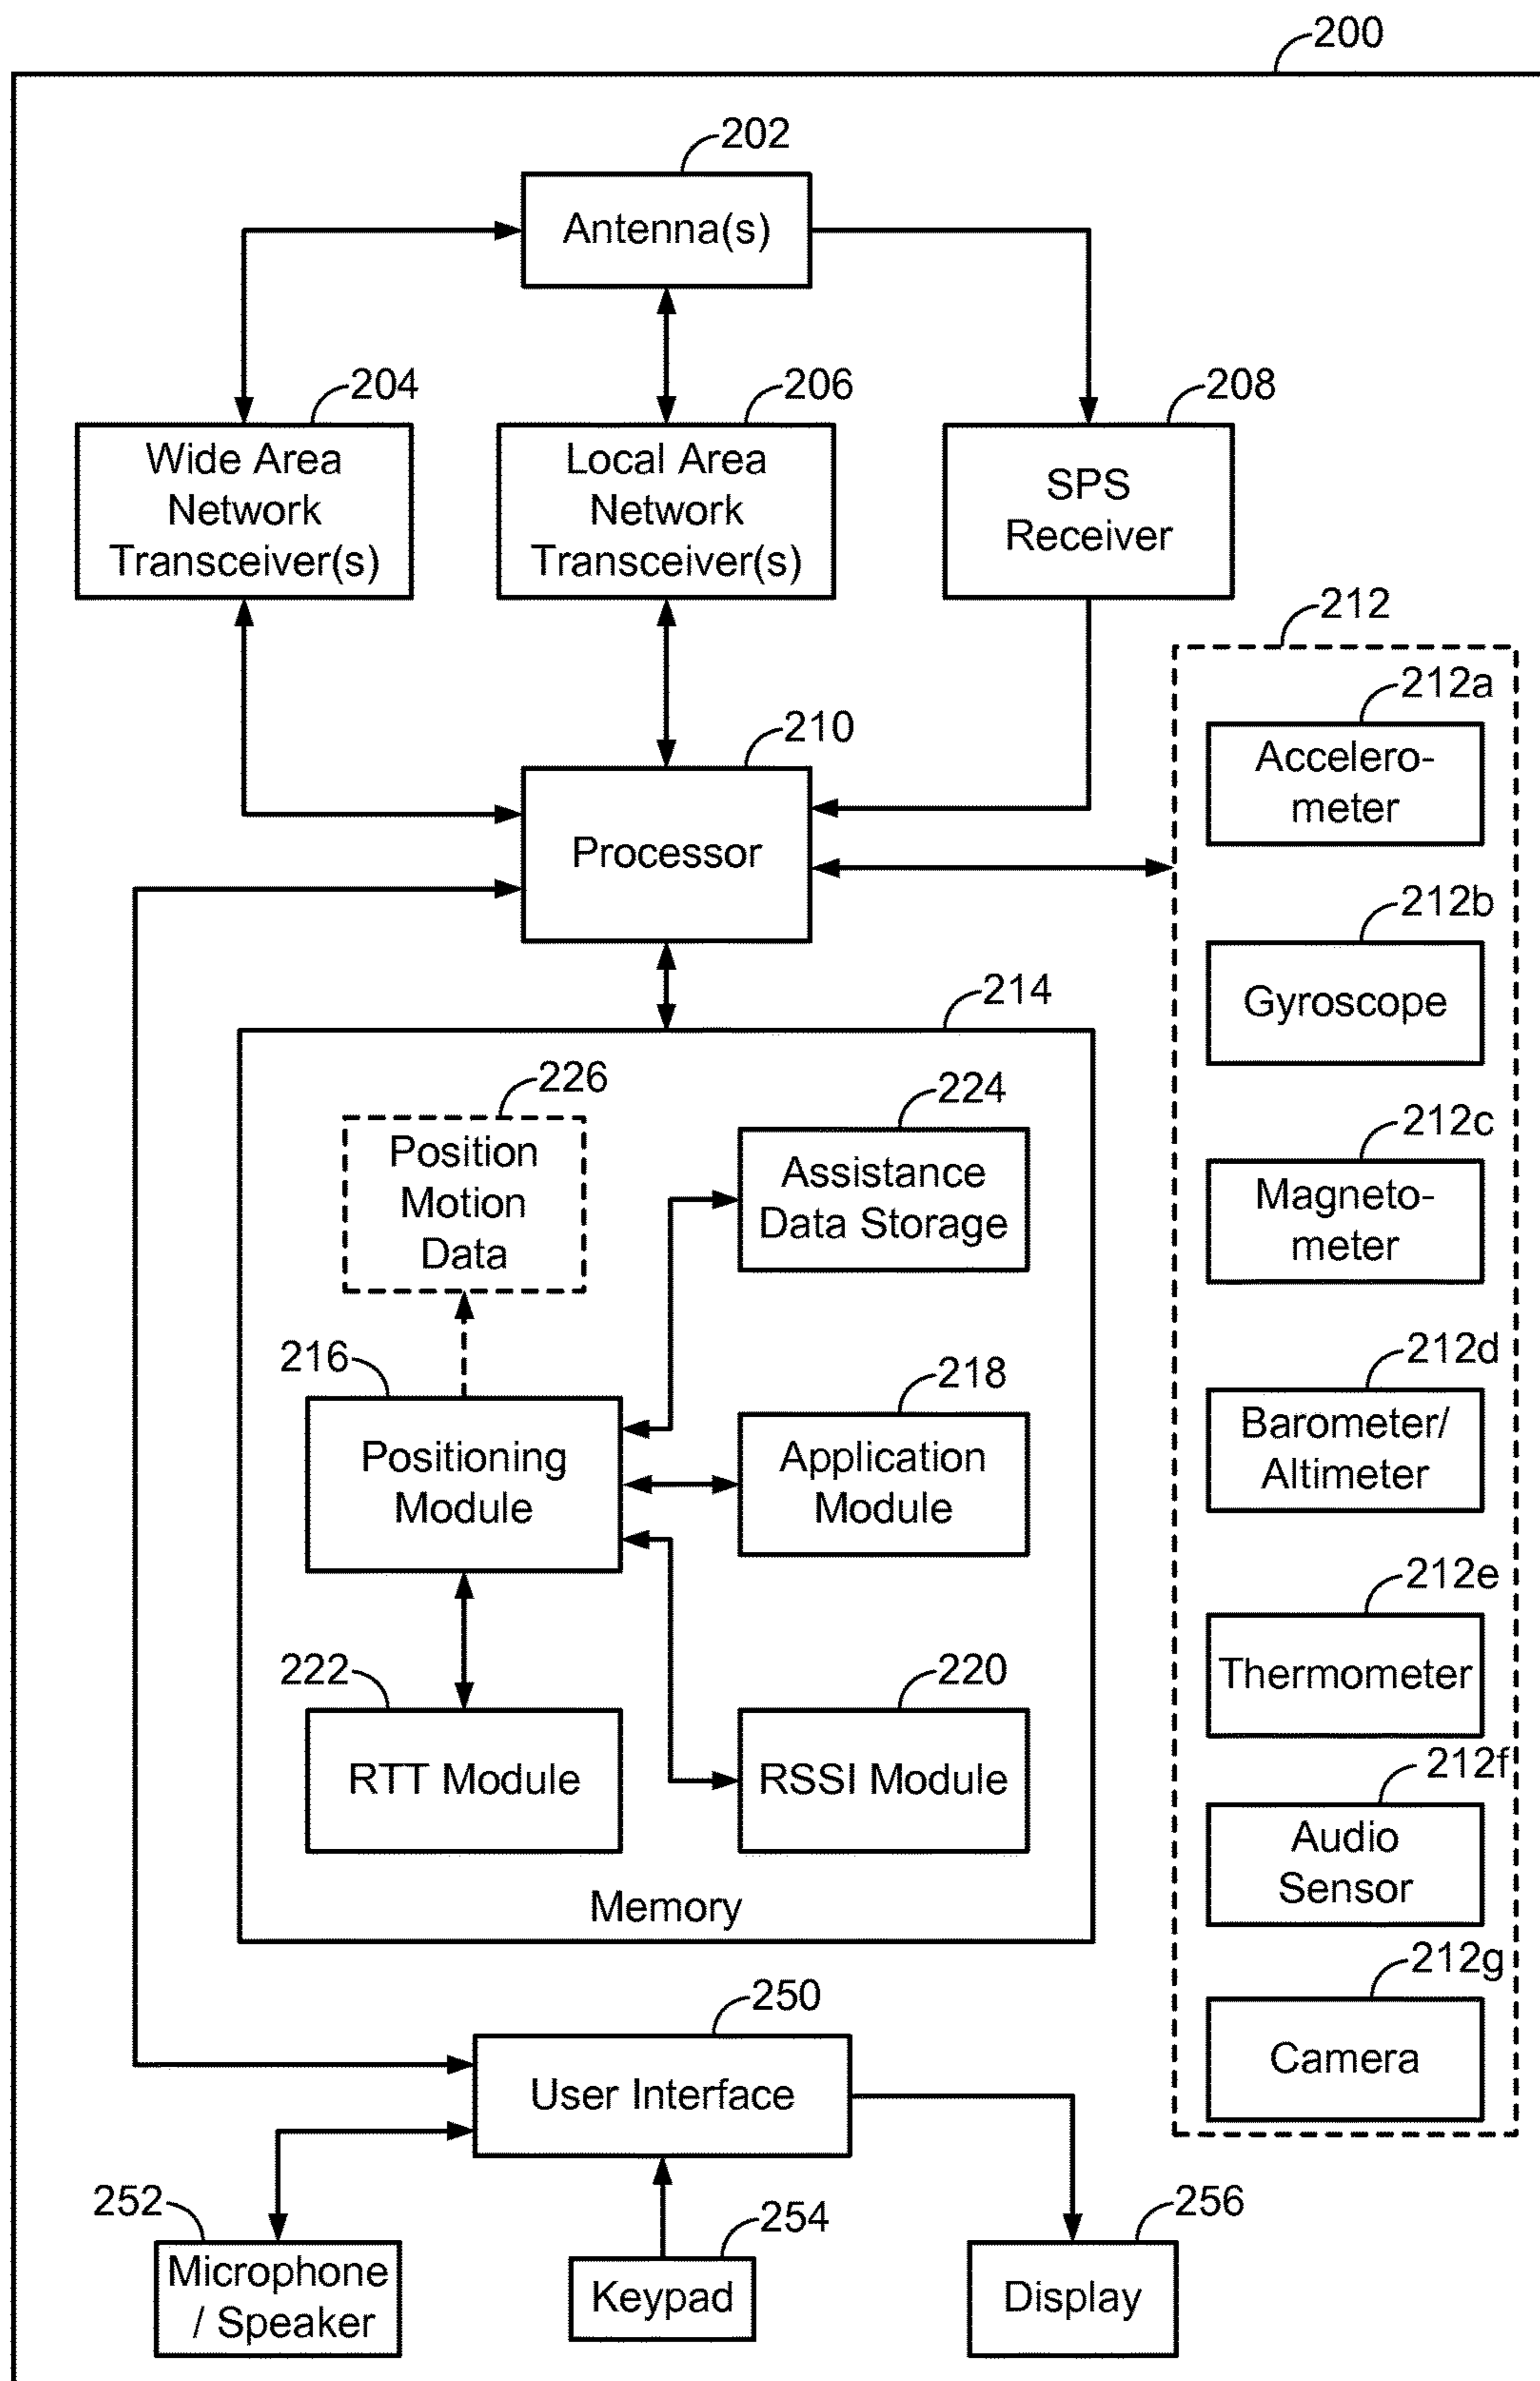 200
202
Antenna(s)
204
206
208
Wide Area
Network
Transceiver(s)
Local Area
Network
Transceiver(s)
SPS
Receiver
212
212a
Accelero-
meter
210
Processor
212b
Gyroscope
214
226
Position
Motion
Data
224
Assistance
Data Storage
212c
Magneto-
meter
216
Positioning
Module
218
Application
Module
212d
Barometer/
Altimeter
212e
Thermometer
222
RTT Module
220
RSSI Module
212f
Audio
Sensor
Memory
212g
Camera
250
User Interface
252
Microphone
/ Speaker
254
Keypad
256
Display